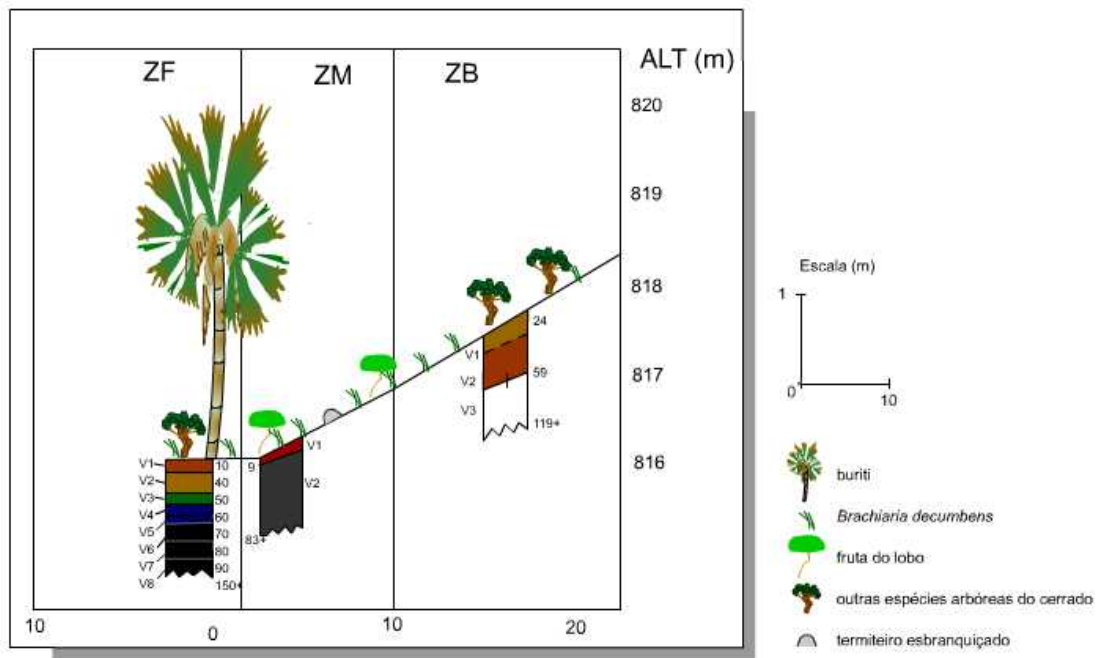 ZF ZM ZB ALT (m)
820
819
818
817
816
24
V1
V2
59
V3
119+
V1
9
V2
83+
V1 10
V2 40
V3 50
V4 60
V5 70
V6 80
V7 90
V8 150+
10 0 10 20
Escala (m)
1
0 10
buriti
Brachiaria decumbens
fruta do lobo
outras espécies arbóreas do cerrado
termiteiro esbranquiçado